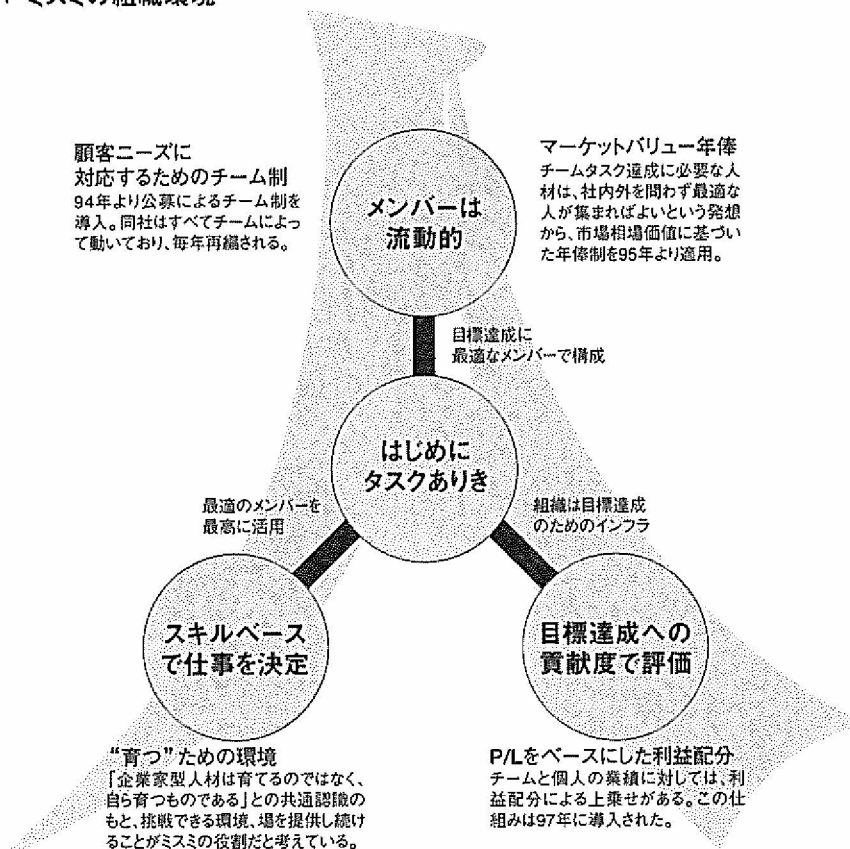 ミスミの組織環境
顧客ニーズに
対応するためのチーム制
94年より公募によるチーム制を
導入。同社はすべてチームによっ
て動いており、毎年再編される。
マーケットバリュー年俸
チームタスク達成に必要な人
材は、社内外を問わず最適な
人が集まればよいという発想
から、市場相場価値に基づい
た年俸制を95年より適用。
メンバーは
流動的
目標達成に
最適なメンバーで構成
はじめに
タスクありき
最適のメンバーを
最高に活用
組織は目標達成
のためのインフラ
スキルベース
で仕事を決定
目標達成への
貢献度で評価
“育つ”ための環境
「企業家型人材は育てるのではなく、
自ら育つものである」との共通認識の
もと、挑戦できる環境、場を提供し続け
ることがミスミの役割だと考えている。
P/Lをベースにした利益配分
チームと個人の業績に対しては、利
益配分による上乗せがある。この仕
組みは97年に導入された。